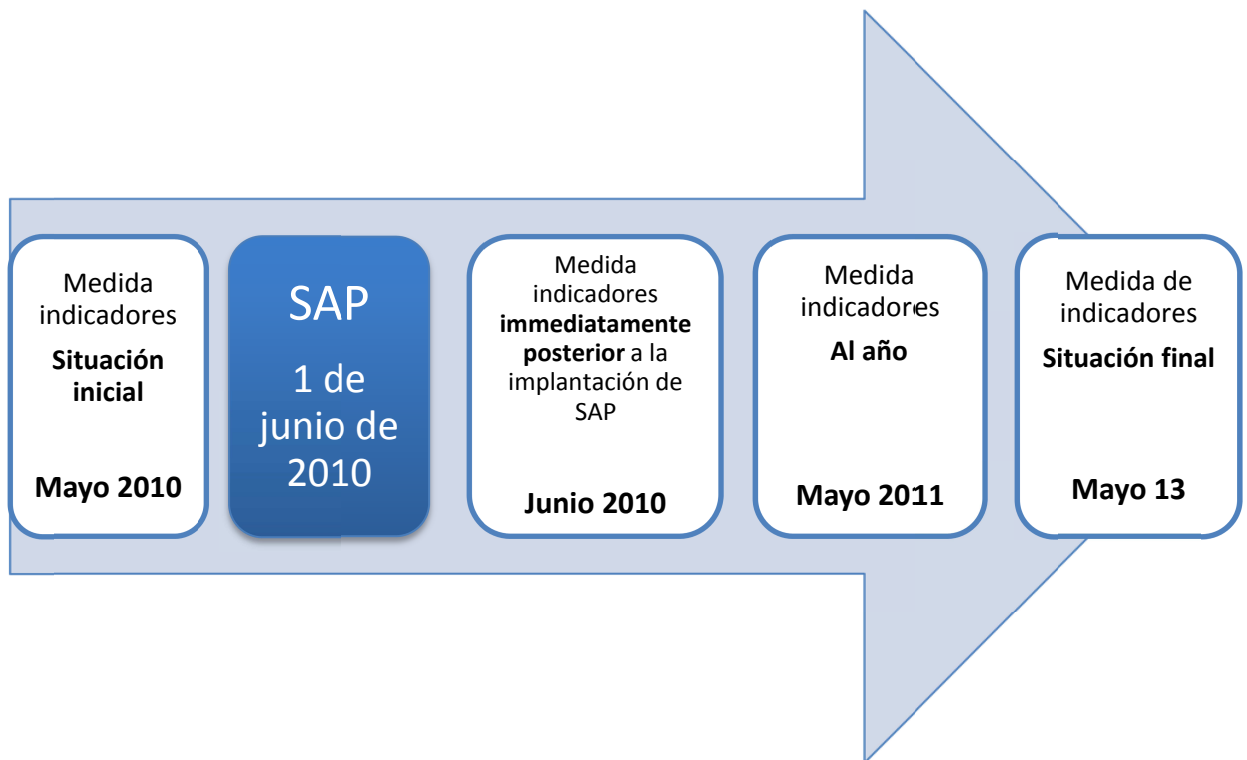 Medida
indicadores
Situación
inicial
Mayo 2010
SAP
1 de
junio de
2010
Medida
indicadores
immediatamente
posterior a la
implantación de
SAP
Junio 2010
Medida
indicadores
Al año
Mayo 2011
Medida de
indicadores
Situación final
Mayo 13